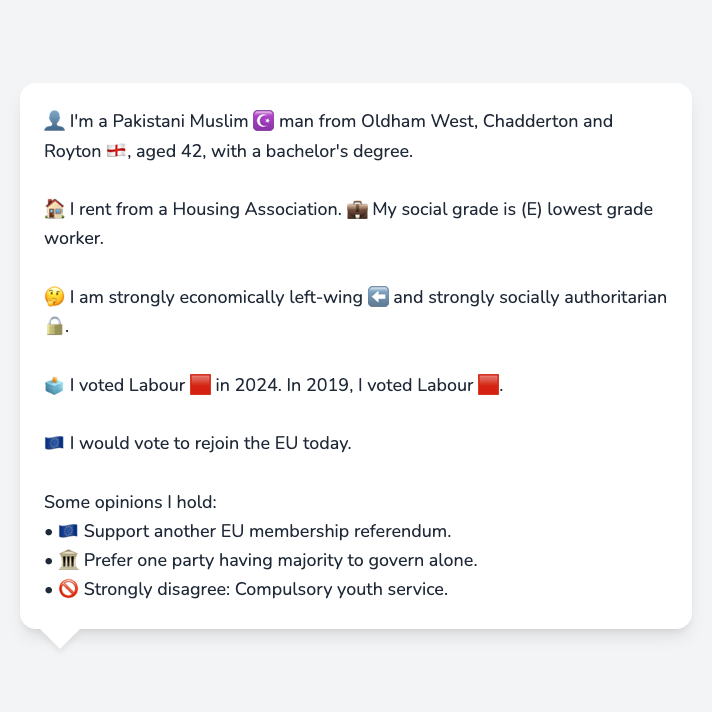 👤 I'm a Pakistani Muslim ☪️ man from Oldham West, Chadderton and
Royton 🏴󠁧󠁢󠁥󠁮󠁧󠁿, aged 42, with a bachelor's degree.
🏠 I rent from a Housing Association. 💼 My social grade is (E) lowest grade
worker.
🤔 I am strongly economically left-wing ⬅️ and strongly socially authoritarian
🔒.
🗳️ I voted Labour 🟥 in 2024. In 2019, I voted Labour 🟥.
🇪🇺 I would vote to rejoin the EU today.
Some opinions I hold:
• 🇪🇺 Support another EU membership referendum.
• 🏛️ Prefer one party having majority to govern alone.
• 🚫 Strongly disagree: Compulsory youth service.